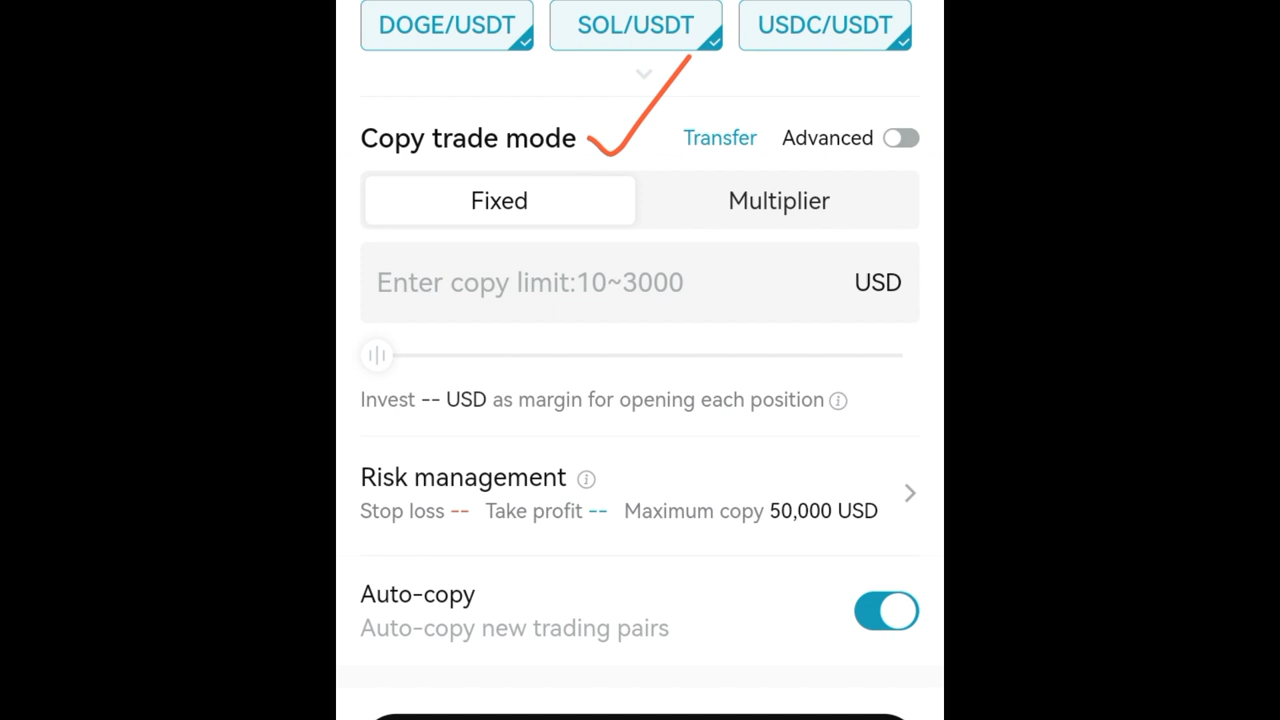 DOGE/USDT SOL/USDT USDC/USDT
Copy trade mode Transfer Advanced
Fixed Multiplier
Enter copy limit:10~3000 USD
Invest -- USD as margin for opening each position
Risk management
Stop loss -- Take profit -- Maximum copy 50,000 USD
Auto-copy
Auto-copy new trading pairs